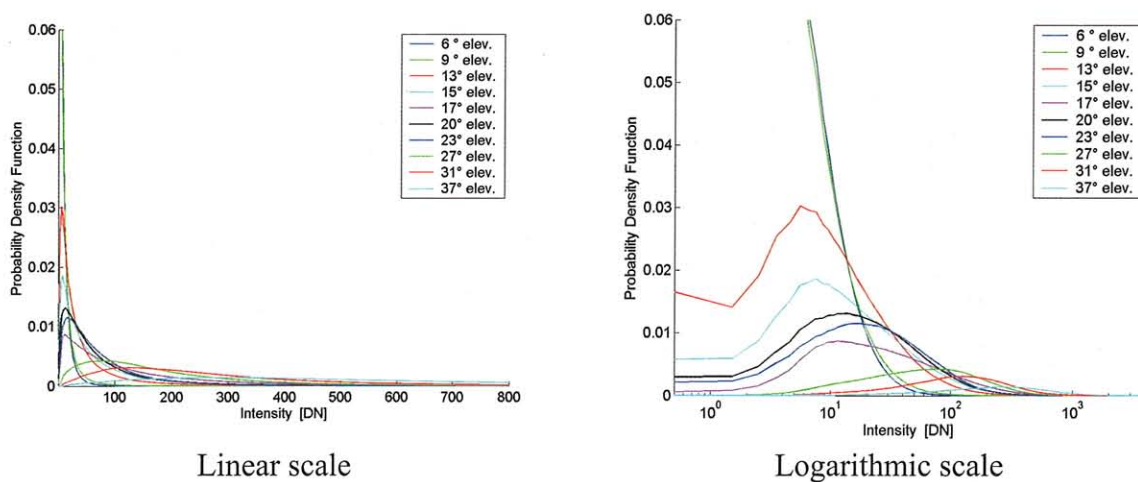 0.06
0.05
0.04
0.03
0.02
0.01
0
Probability Density Function
100 200 300 400 500 600 700 800
Intensity [DN]
6 ° elev.
9 ° elev.
13° elev.
15° elev.
17° elev.
20° elev.
23° elev.
27° elev.
31° elev.
37° elev.
Linear scale
0.06
0.05
0.04
0.03
0.02
0.01
0
Probability Density Function
10⁰ 10¹ 10² 10³
Intensity [DN]
6 ° elev.
9 ° elev.
13° elev.
15° elev.
17° elev.
20° elev.
23° elev.
27° elev.
31° elev.
37° elev.
Logarithmic scale